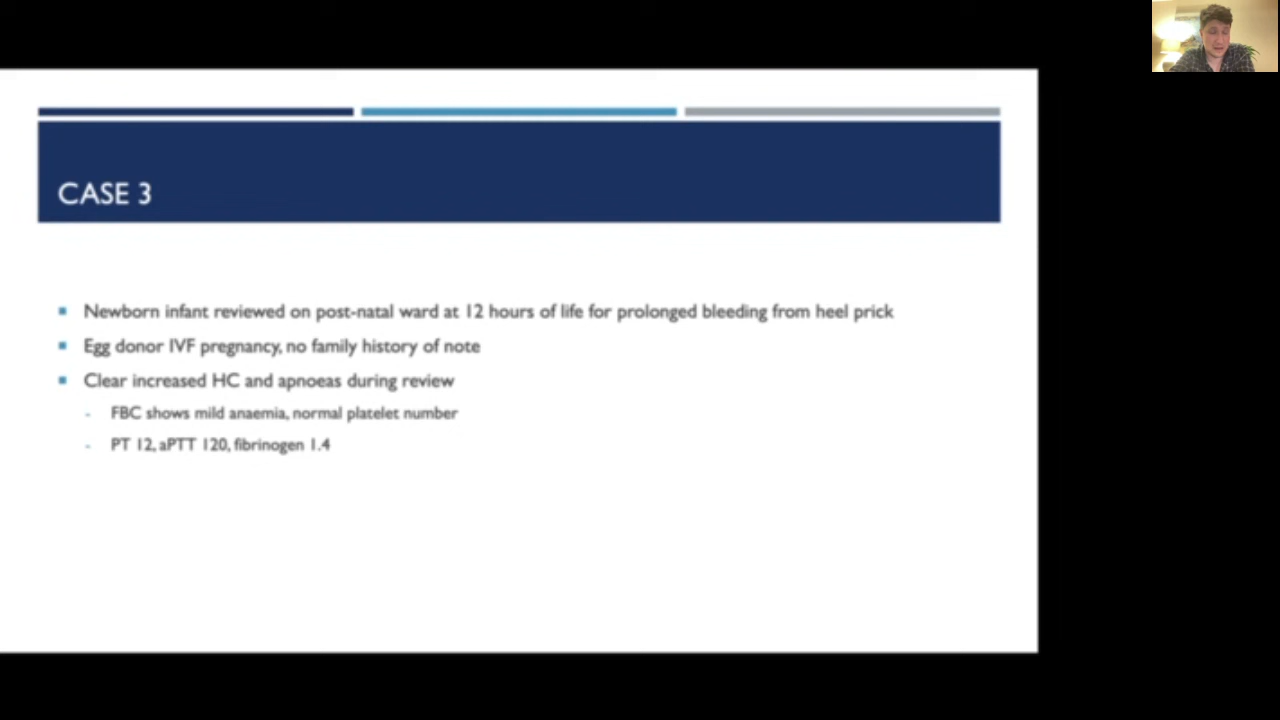 CASE 3
Newborn infant reviewed on post-natal ward at 12 hours of life for prolonged bleeding from heel prick
Egg donor IVF pregnancy, no family history of note
Clear increased HC and apnoeas during review
- FBC shows mild anaemia, normal platelet number
- PT 12, aPTT 120, fibrinogen 1.4